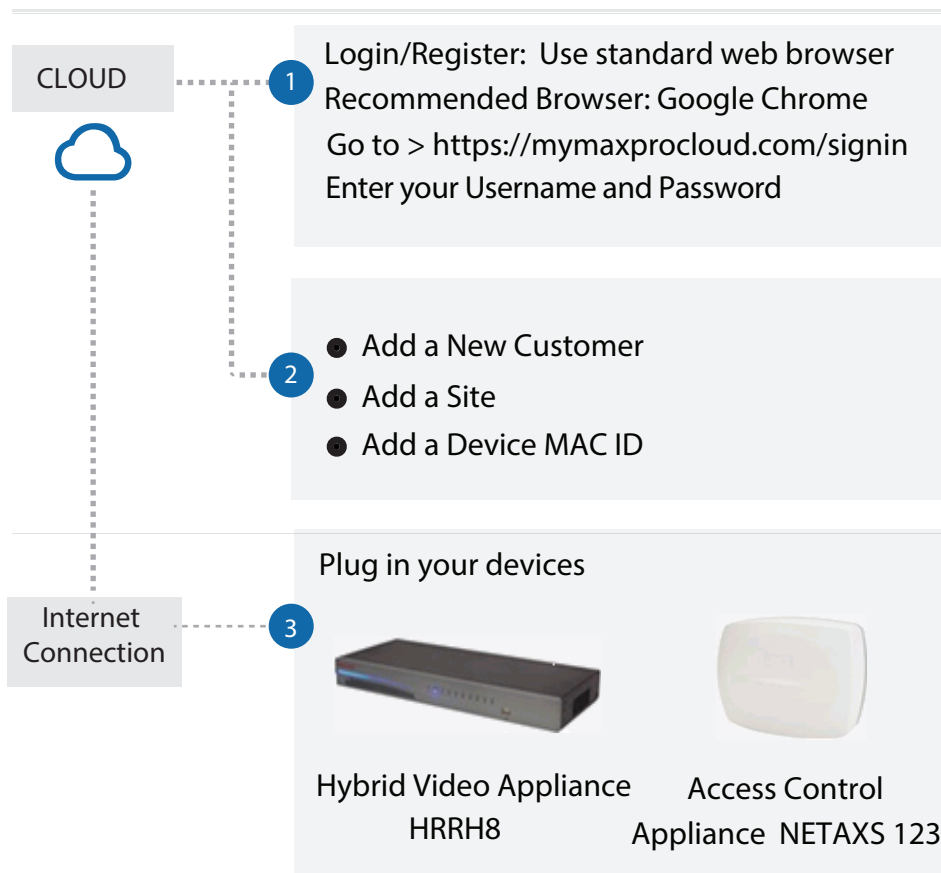 CLOUD
1
Login/Register: Use standard web browser
Recommended Browser: Google Chrome
Go to > https://mymaxprocloud.com/signin
Enter your Username and Password
2
Add a New Customer
Add a Site
Add a Device MAC ID
Internet
Connection
3
Plug in your devices
Hybrid Video Appliance
HRRH8
Access Control
Appliance NETAXS 123